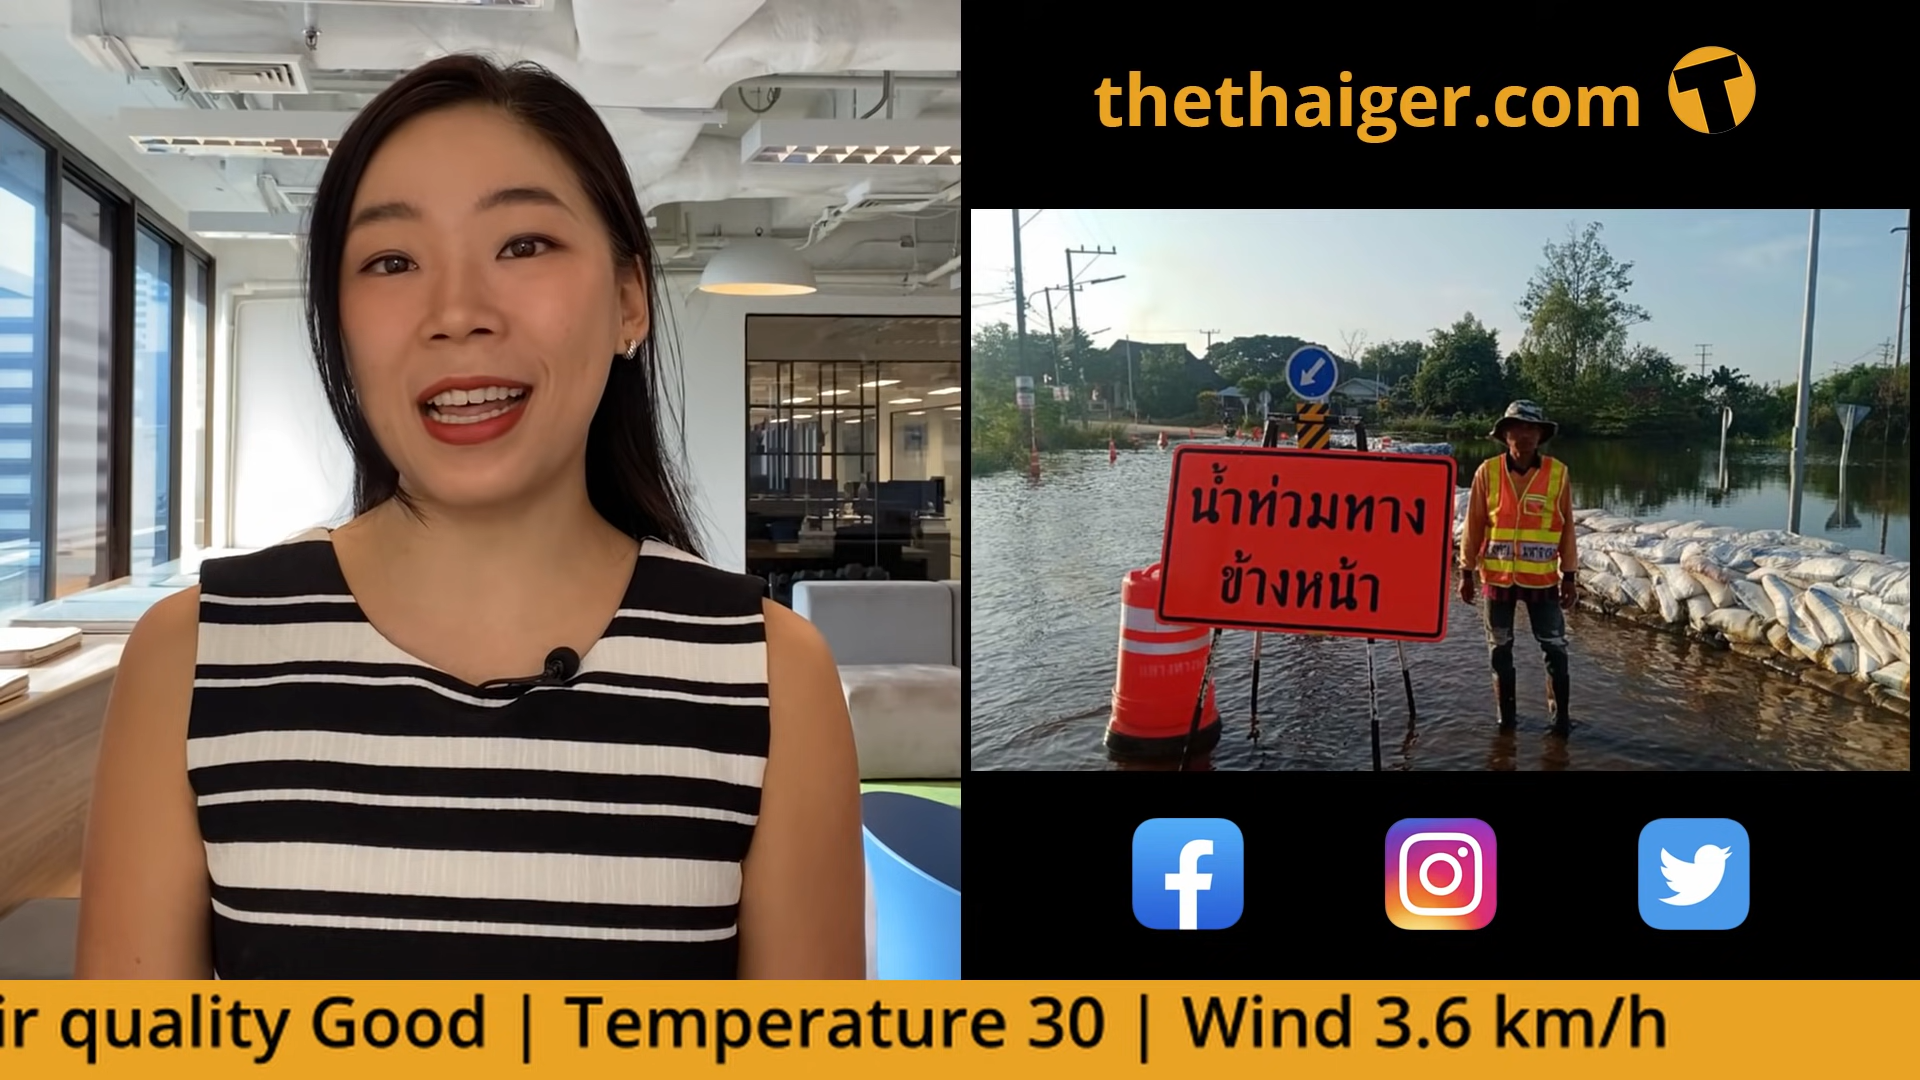 thethaiger.com
น้ำท่วมทาง
ข้างหน้า
ir quality Good | Temperature 30 | Wind 3.6 km/h